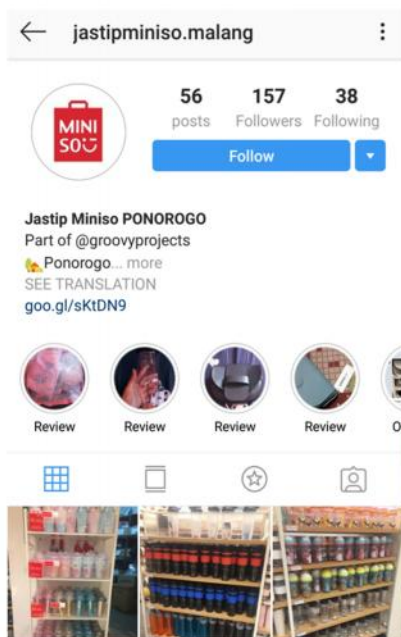 jastipminiso.malang
56 157 38
posts Followers Following
Follow
MINI
SO
Jastip Miniso PONOROGO
Part of @groovyprojects
Ponorogo... more
SEE TRANSLATION
goo.gl/sKtDN9
Review Review Review Review